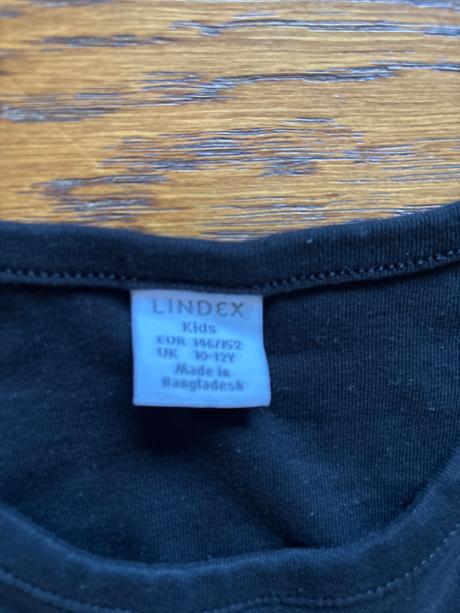 LINDEX
Kids
EUR 146/152
UK 10-12Y
Made in
Bangladesh